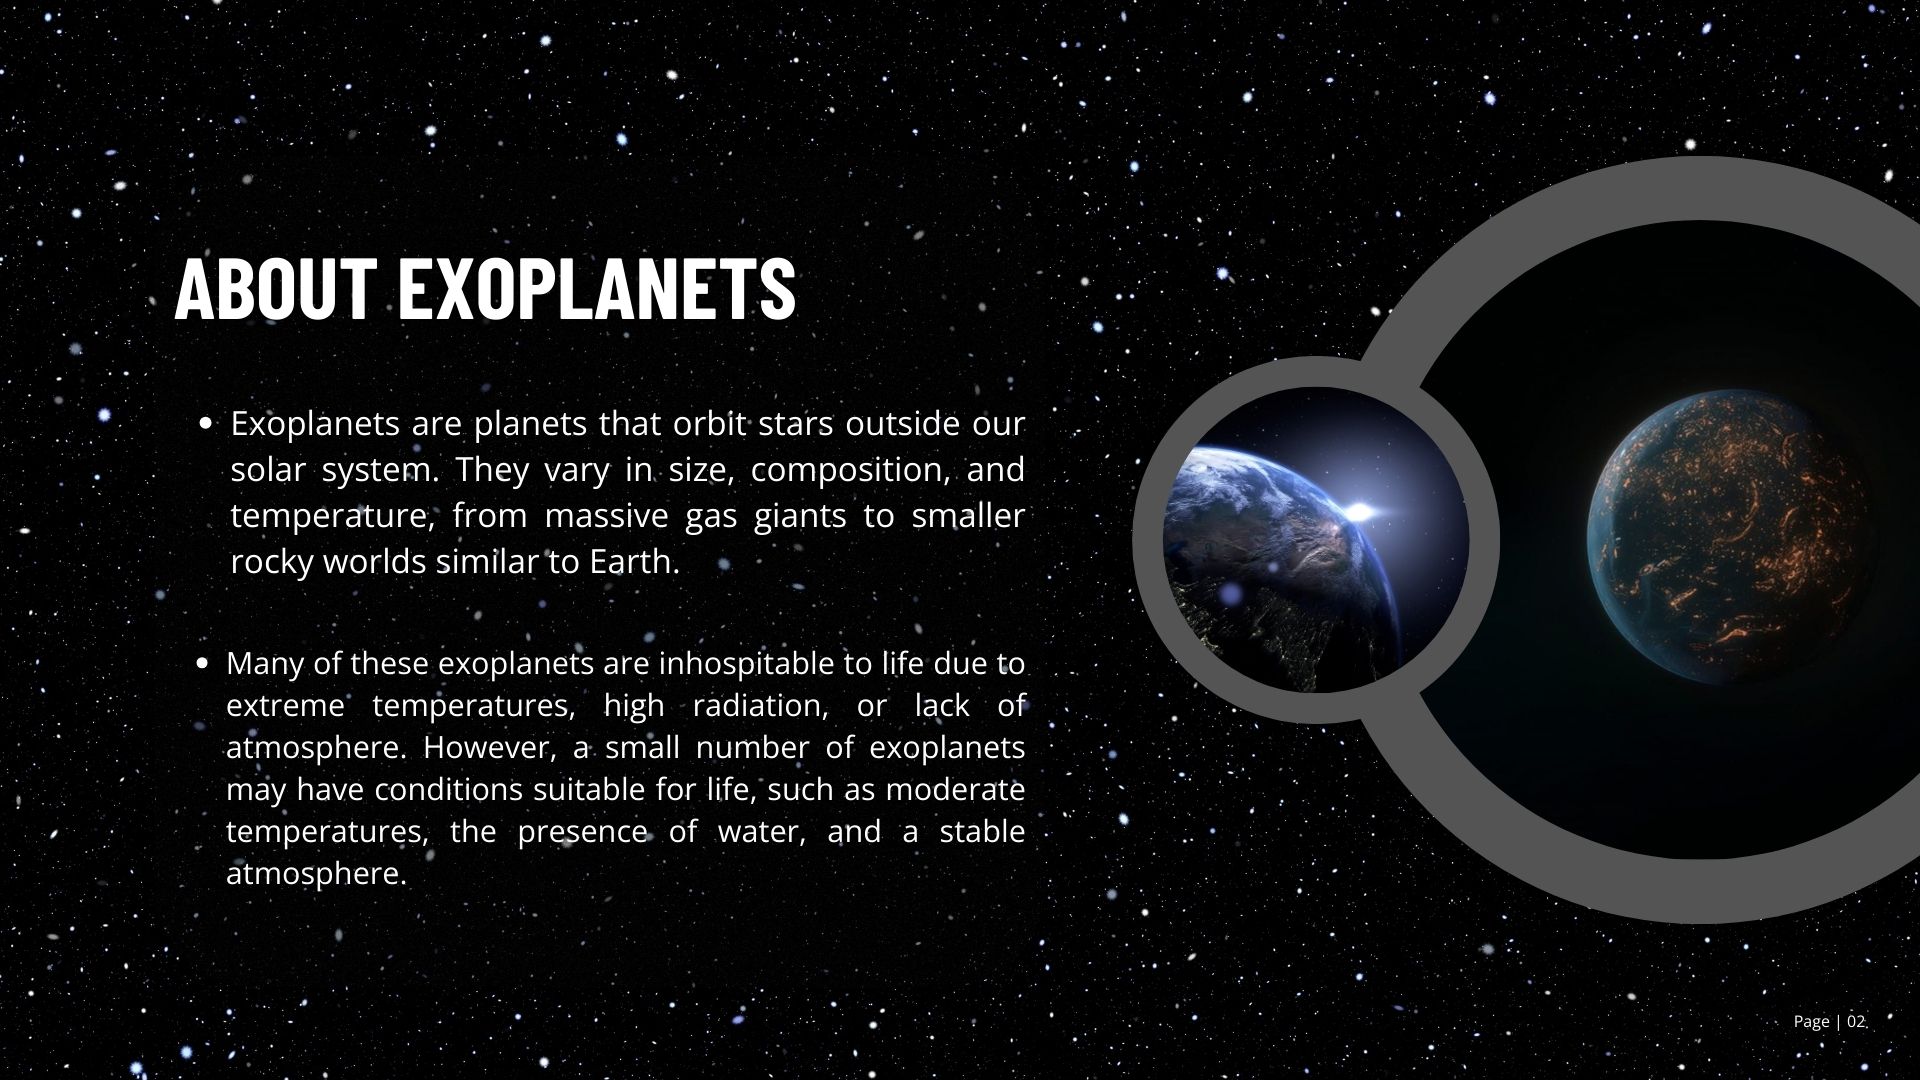 ABOUT EXOPLANETS
• Exoplanets are planets that orbit stars outside our
solar system. They vary in size, composition, and
temperature, from massive gas giants to smaller
rocky worlds similar to Earth.
• Many of these exoplanets are inhospitable to life due to
extreme temperatures, high radiation, or lack of
atmosphere. However, a small number of exoplanets
may have conditions suitable for life, such as moderate
temperatures, the presence of water, and a stable
atmosphere.
Page | 02